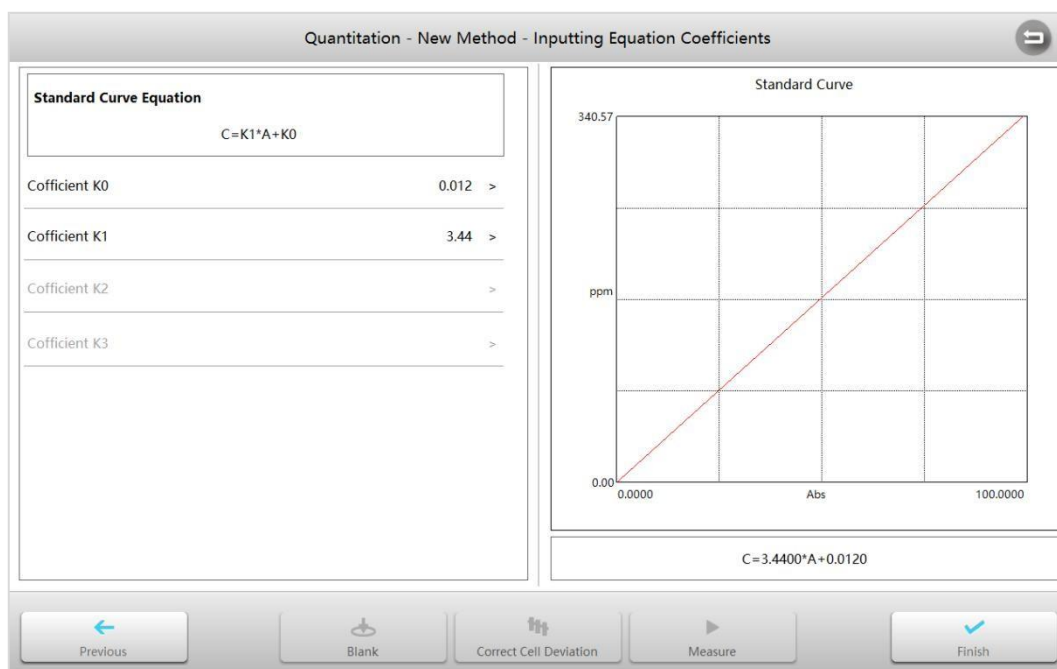 Quantitation - New Method - Inputting Equation Coefficients
Standard Curve Equation
C=K1*A+K0
Cofficient K0 0.012 >
Cofficient K1 3.44 >
Cofficient K2 >
Cofficient K3 >
Standard Curve
340.57
ppm
0.00
0.0000 Abs 100.0000
C=3.4400*A+0.0120
Previous Blank Correct Cell Deviation Measure Finish